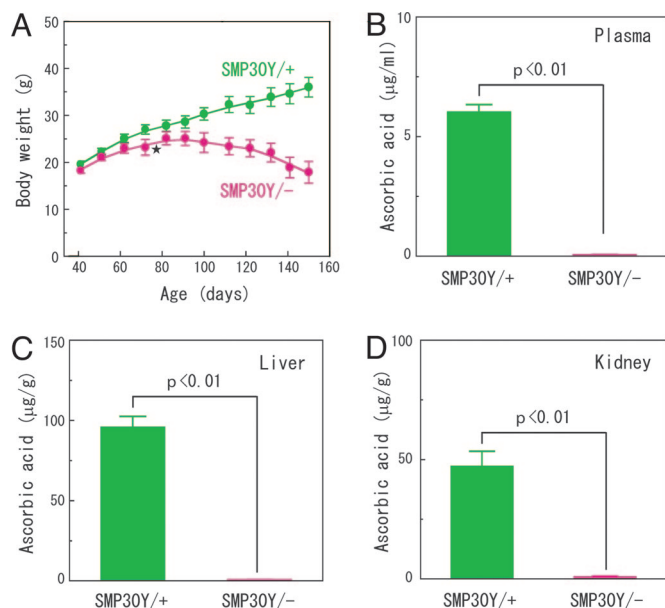 A
Body weight (g)
50
40
30
20
10
0
SMP30Y/+
SMP30Y/-
★
40 60 80 100 120 140 160
Age (days)
B
Plasma
Ascorbic acid (μg/ml)
10
5
0
p<0.01
SMP30Y/+ SMP30Y/-
C
Liver
Ascorbic acid (μg/g)
150
100
50
0
p<0.01
SMP30Y/+ SMP30Y/-
D
Kidney
Ascorbic acid (μg/g)
100
50
0
p<0.01
SMP30Y/+ SMP30Y/-